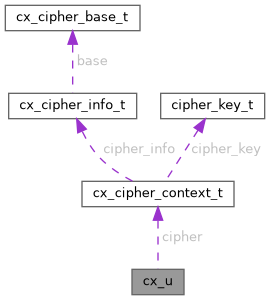 cx_cipher_base_t
base
cx_cipher_info_t
cipher_key_t
cipher_info
cipher_key
cx_cipher_context_t
cipher
cx_u